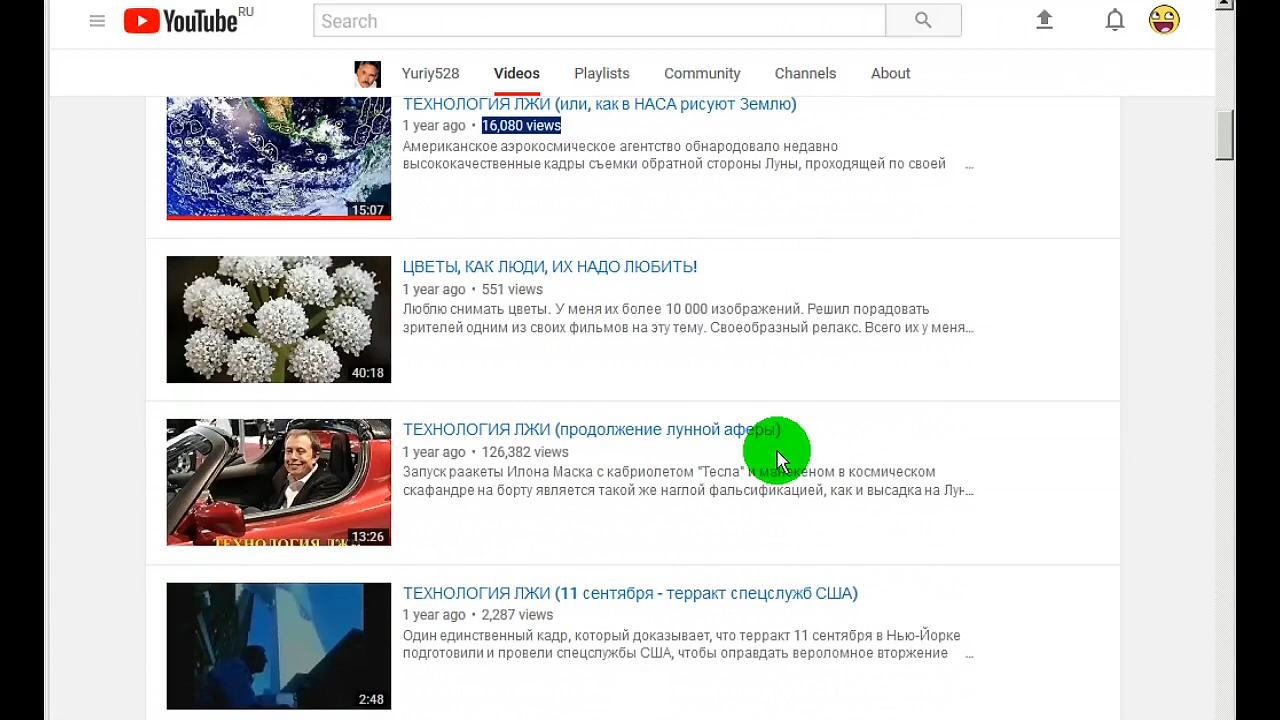 YouTube RU
Search
Yuriy528 Videos Playlists Community Channels About
ТЕХНОЛОГИЯ ЛЖИ (или, как в НАСА рисуют Землю)
1 year ago • 16,080 views
Американское аэрокосмическое агентство обнародовало недавно
высококачественные кадры съемки обратной стороны Луны, проходящей по своей ...
15:07
ЦВЕТЫ, КАК ЛЮДИ, ИХ НАДО ЛЮБИТЬ!
1 year ago • 551 views
Люблю снимать цветы. У меня их более 10 000 изображений. Решил порадовать
зрителей одним из своих фильмов на эту тему. Своеобразный релакс. Всего их у меня...
40:18
ТЕХНОЛОГИЯ ЛЖИ (продолжение лунной аферы)
1 year ago • 126,382 views
Запуск раакеты Илона Маска с кабриолетом "Тесла" и манекеном в космическом
скафандре на борту является такой же наглой фальсификацией, как и высадка на Лун...
13:26
ТЕХНОЛОГИЯ ЛЖИ
ТЕХНОЛОГИЯ ЛЖИ (11 сентября - терракт спецслужб США)
1 year ago • 2,287 views
Один единственный кадр, который доказывает, что терракт 11 сентября в Нью-Йорке
подготовили и провели спецслужбы США, чтобы оправдать вероломное вторжение ...
2:48